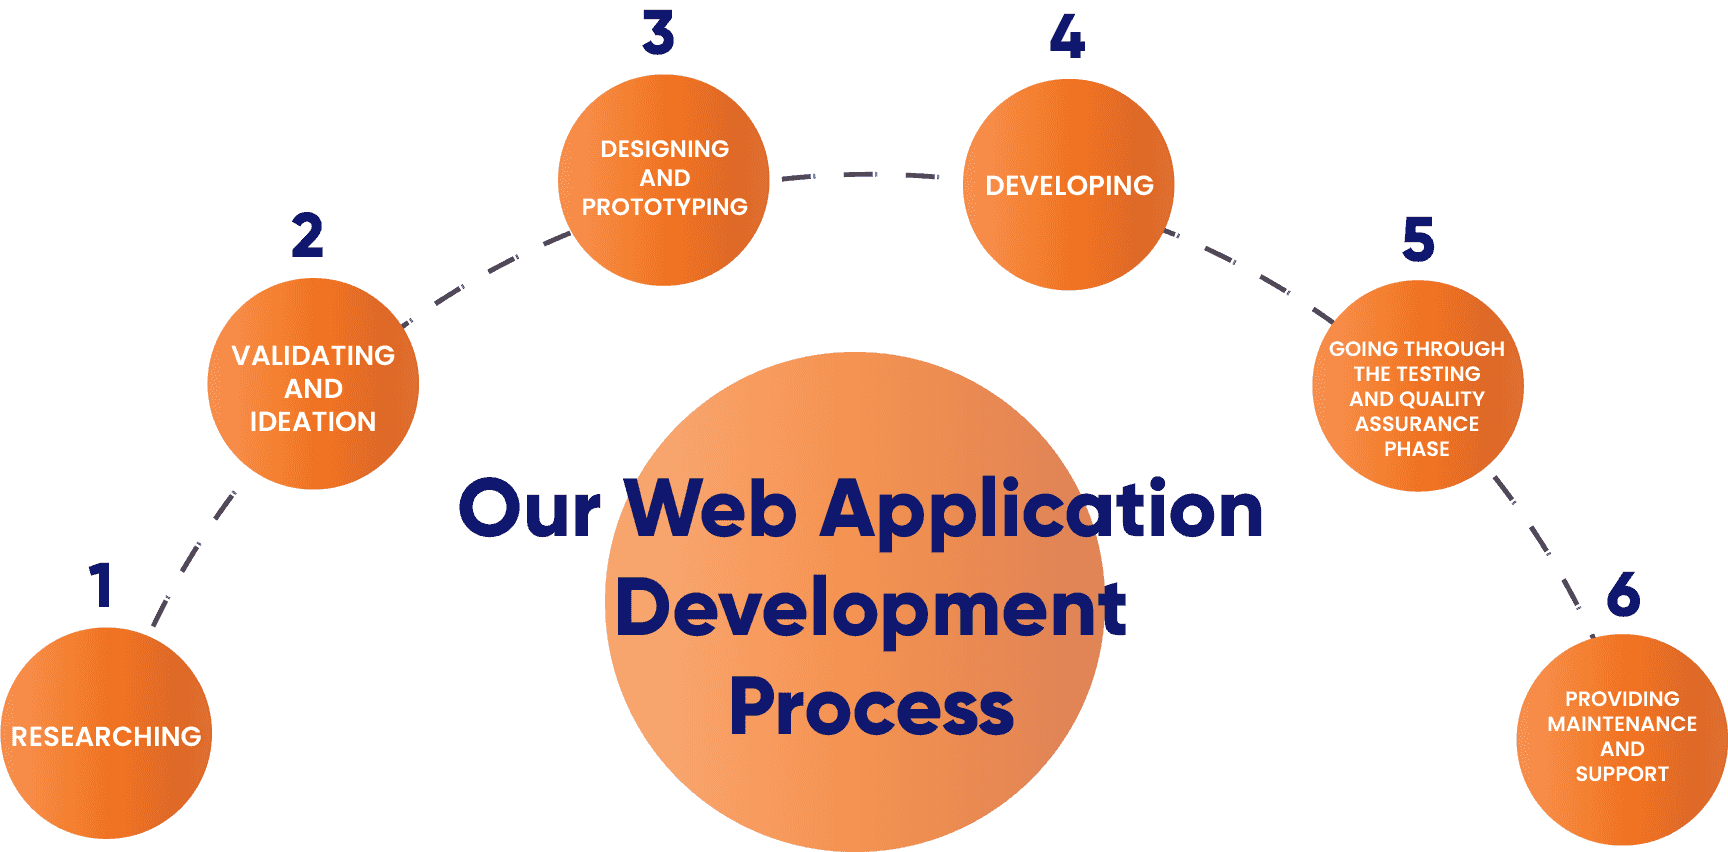 1
RESEARCHING
2
VALIDATING
AND
IDEATION
3
DESIGNING
AND
PROTOTYPING
4
DEVELOPING
5
GOING THROUGH
THE TESTING
AND QUALITY
ASSURANCE
PHASE
6
PROVIDING
MAINTENANCE
AND
SUPPORT
Our Web Application
Development
Process